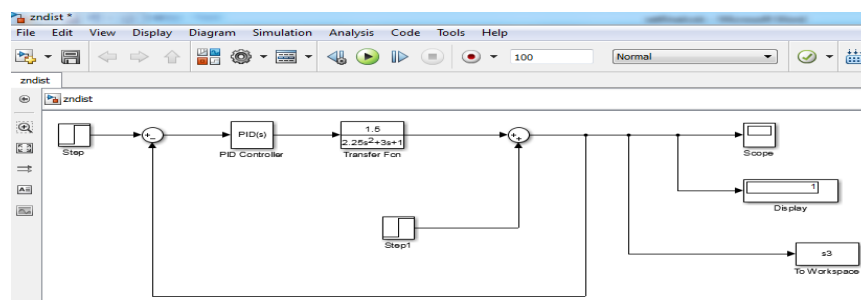 zndist *
File Edit View Display Diagram Simulation Analysis Code Tools Help
100 Normal
zndist
zndist
Step
PID(s)
PID Controller
1.5
2.25s²+3s+1
Transfer Fcn
Scope
1
Display
Step1
s3
To Workspace